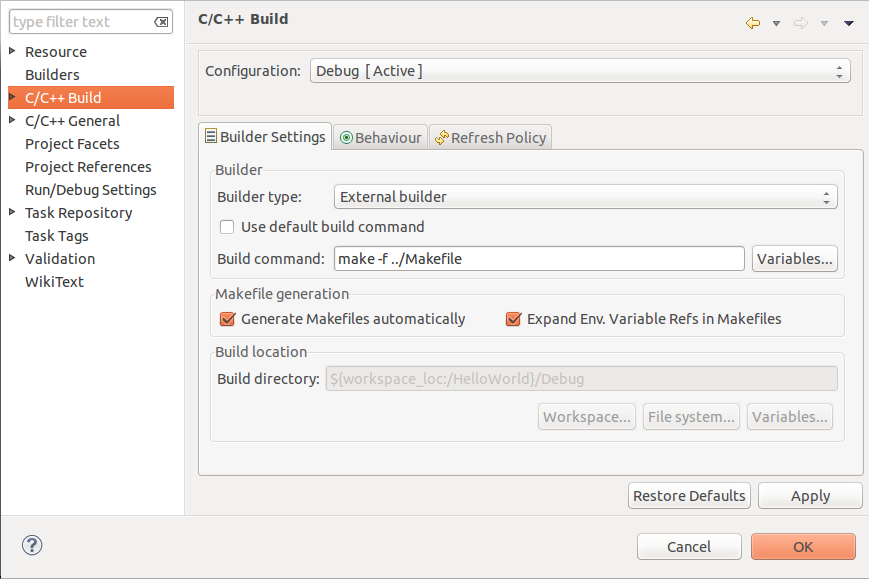 type filter text
Resource
Builders
C/C++ Build
C/C++ General
Project Facets
Project References
Run/Debug Settings
Task Repository
Task Tags
Validation
WikiText
C/C++ Build
Configuration: Debug [ Active ]
Builder Settings Behaviour Refresh Policy
Builder
Builder type: External builder
Use default build command
Build command: make -f ../Makefile Variables...
Makefile generation
Generate Makefiles automatically Expand Env. Variable Refs in Makefiles
Build location
Build directory: ${workspace_loc:/HelloWorld}/Debug
Workspace... File system... Variables...
Restore Defaults Apply
? Cancel OK